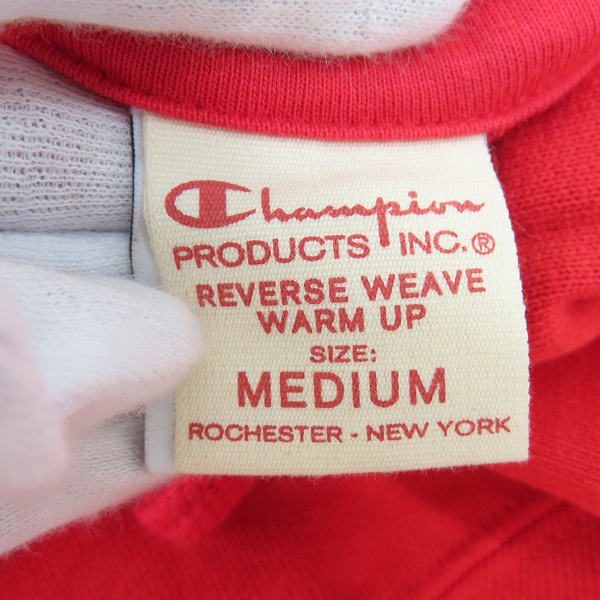 Champion
PRODUCTS INC.®
REVERSE WEAVE
WARM UP
SIZE:
MEDIUM
ROCHESTER - NEW YORK